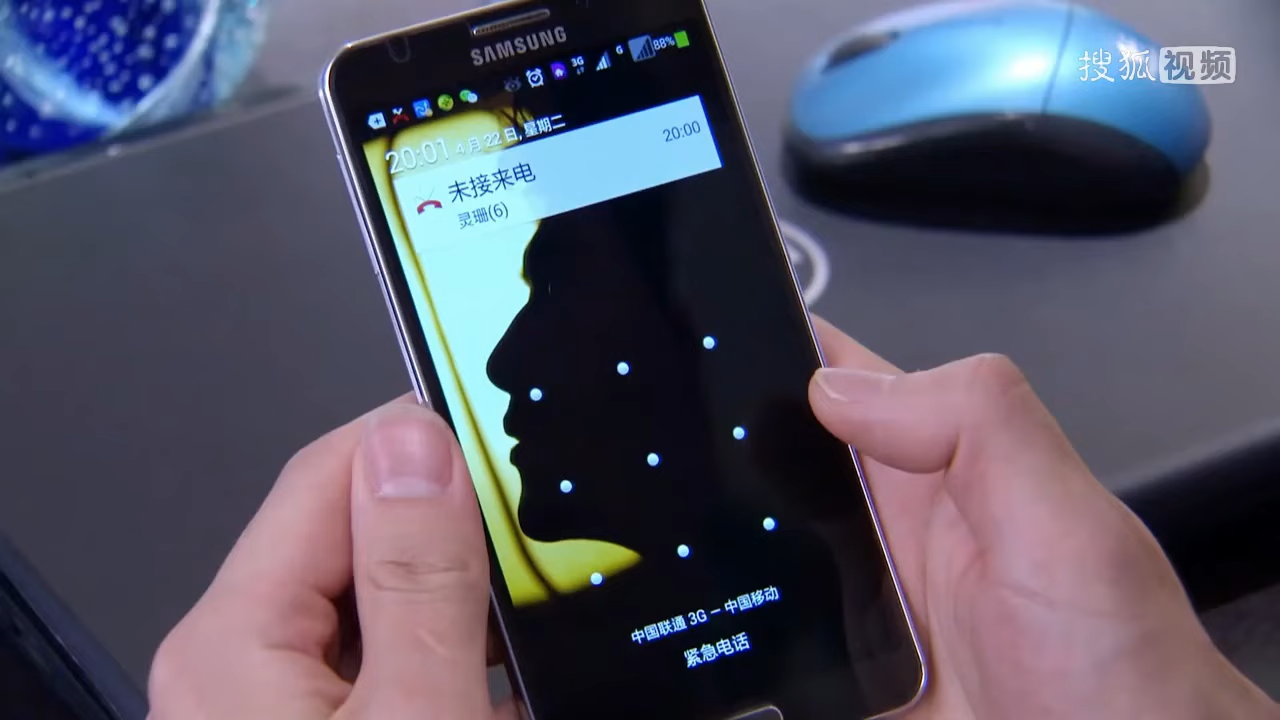 搜狐视频
SAMSUNG
3G
G
88%
20:01 4月22日,星期二
20:00
未接来电
灵珊(6)
中国联通 3G — 中国移动
紧急电话